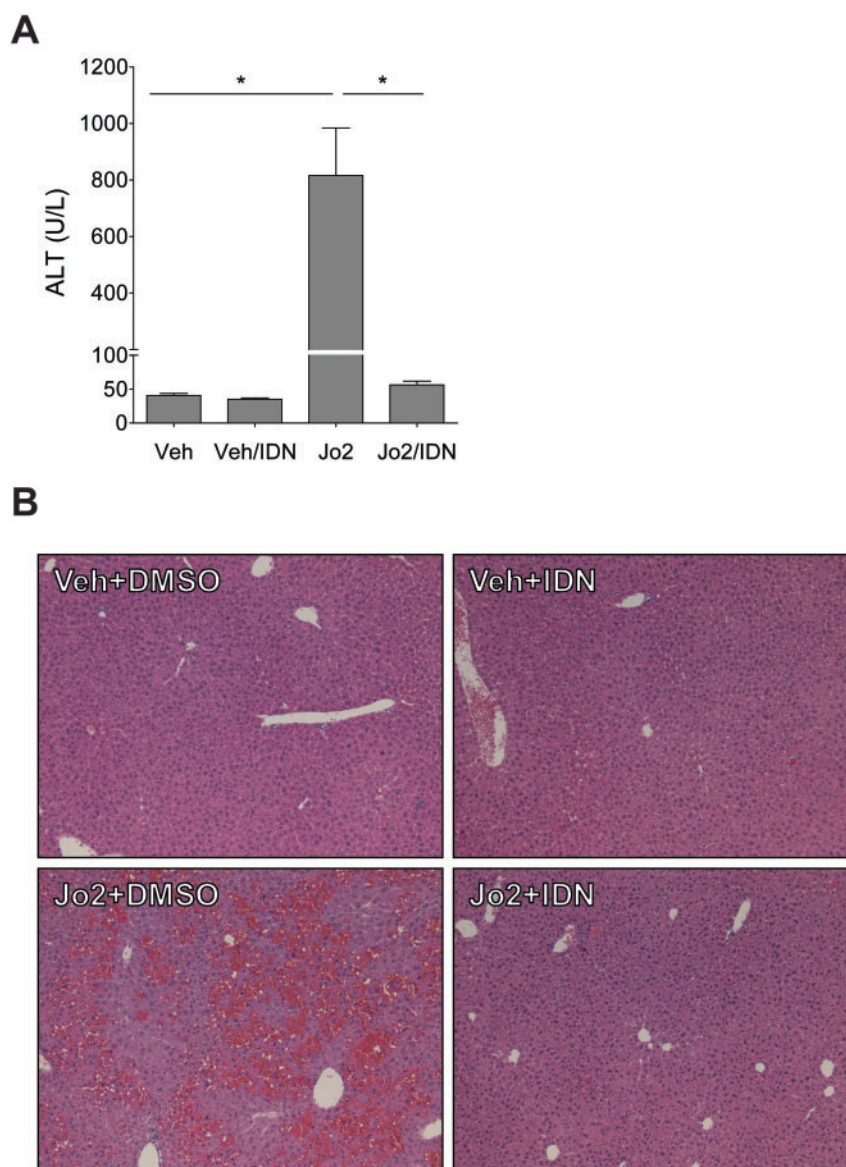 A
1200
1000
800
600
400
100
50
0
ALT (U/L)
* *
Veh Veh/IDN Jo2 Jo2/IDN
B
Veh+DMSO Veh+IDN
Jo2+DMSO Jo2+IDN